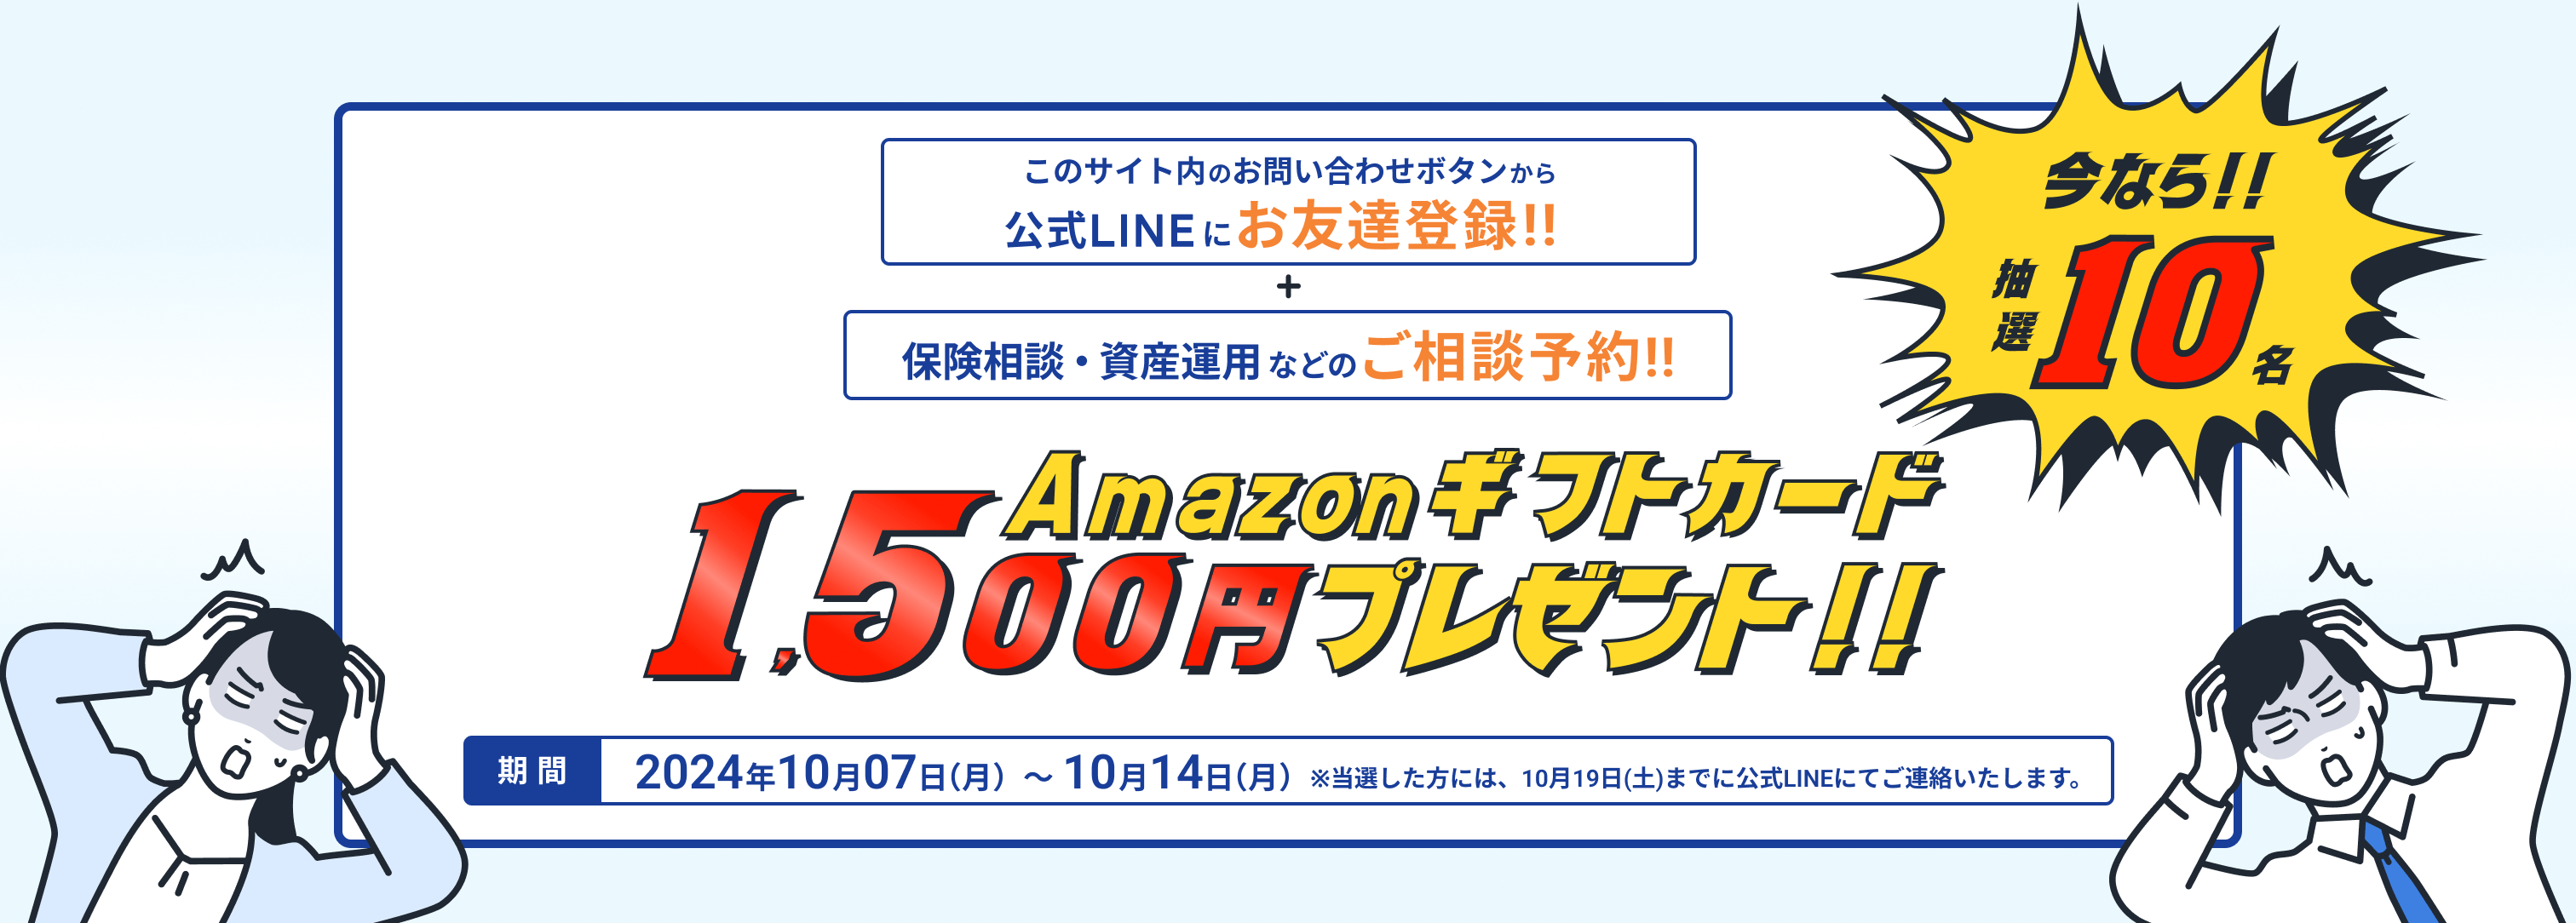 このサイト内のお問い合わせボタンから
公式LINEにお友達登録!!
+
保険相談・資産運用などのご相談予約!!
今なら!!
抽選10名
Amazonギフトカード
1,500円プレゼント!!
期間 2024年10月07日(月) ～ 10月14日(月) ※当選した方には、10月19日(土)までに公式LINEにてご連絡いたします。